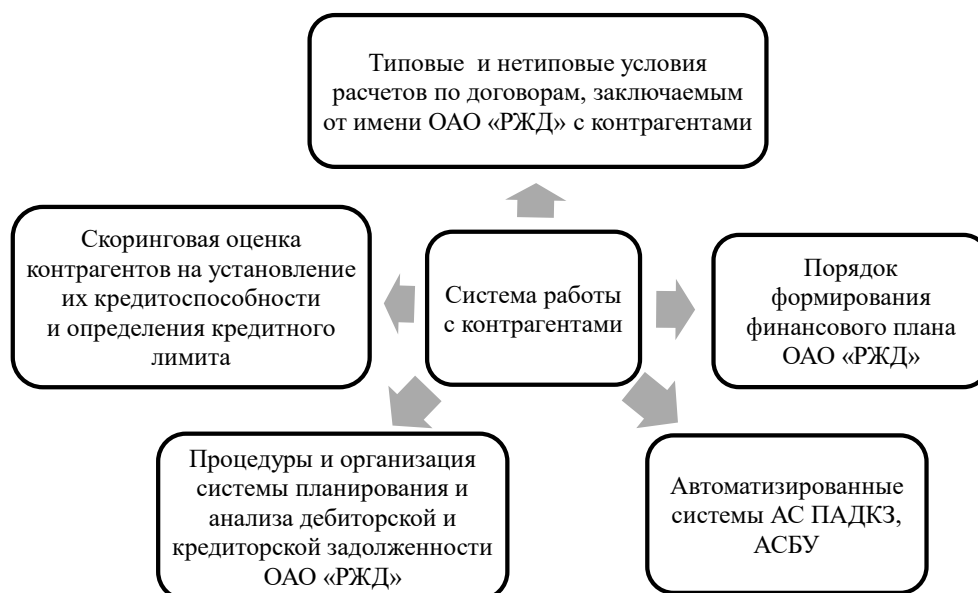 Типовые и нетиповые условия
расчетов по договорам, заключаемым
от имени ОАО «РЖД» с контрагентами
Скоринговая оценка
контрагентов на установление
их кредитоспособности
и определения кредитного
лимита
Система работы
с контрагентами
Порядок
формирования
финансового плана
ОАО «РЖД»
Процедуры и организация
системы планирования и
анализа дебиторской и
кредиторской задолженности
ОАО «РЖД»
Автоматизированные
системы АС ПАДКЗ,
АСБУ